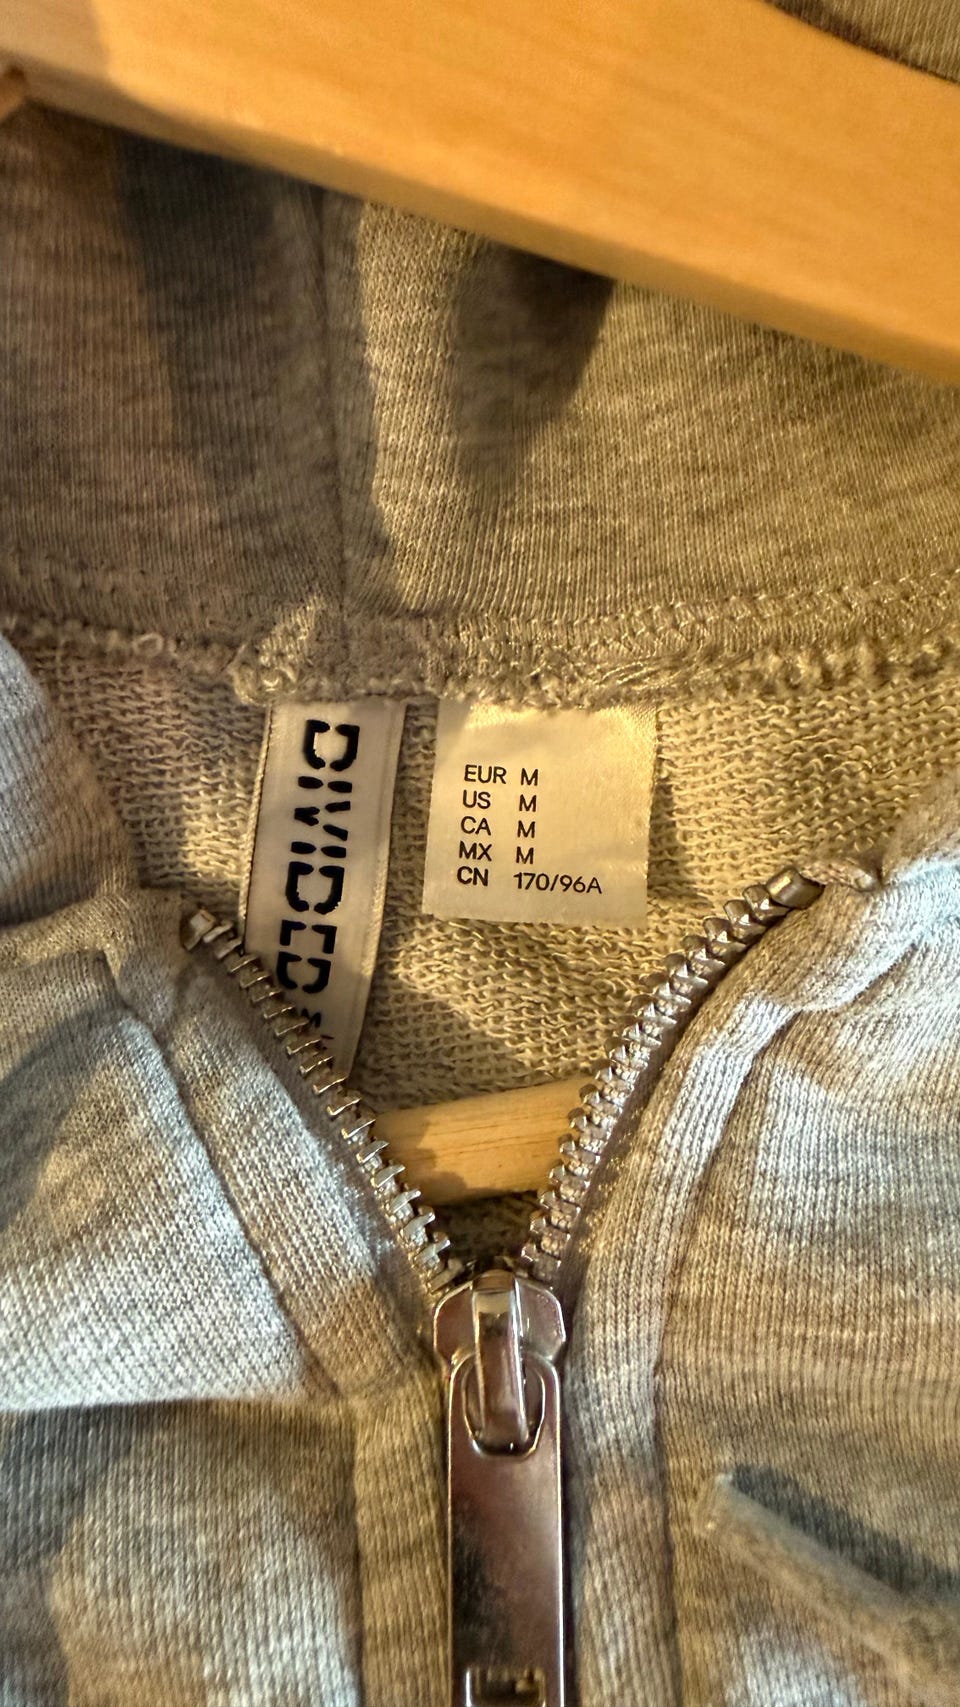 DIVIDED
EUR M
US M
CA M
MX M
CN 170/96A